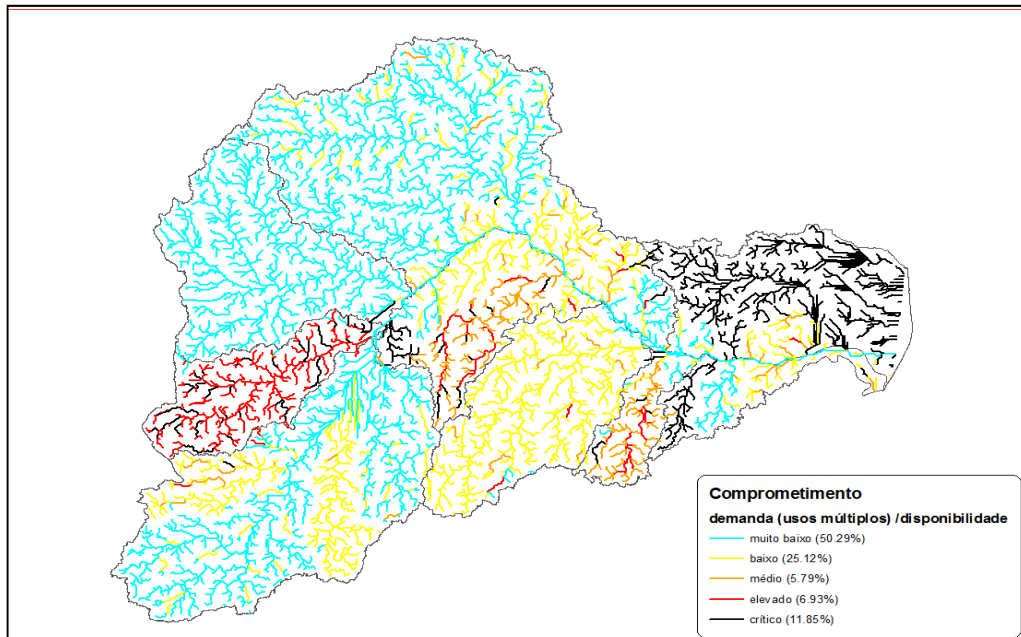 Comprometimento
demanda (usos múltiplos) /disponibilidade
muito baixo (50.29%)
baixo (25.12%)
médio (5.79%)
elevado (6.93%)
crítico (11.85%)